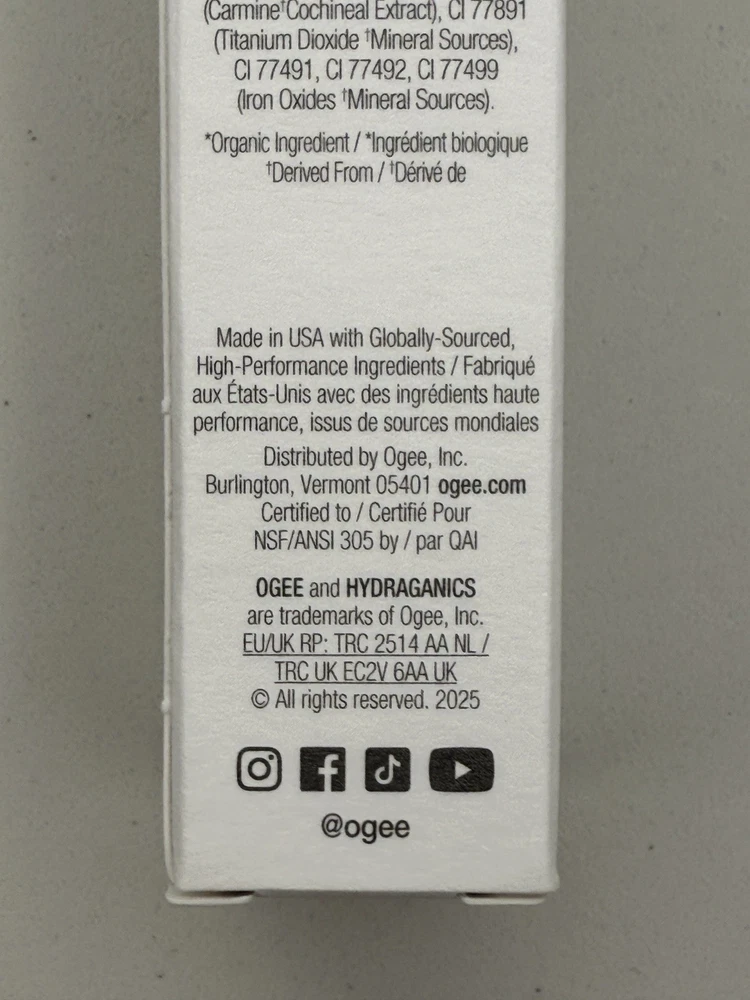 (Carmine†Cochineal Extract), CI 77891
(Titanium Dioxide †Mineral Sources),
CI 77491, CI 77492, CI 77499
(Iron Oxides †Mineral Sources).
*Organic Ingredient / *Ingrédient biologique
†Derived From / †Dérivé de
Made in USA with Globally-Sourced,
High-Performance Ingredients / Fabriqué
aux États-Unis avec des ingrédients haute
performance, issus de sources mondiales
Distributed by Ogee, Inc.
Burlington, Vermont 05401 ogee.com
Certified to / Certifié Pour
NSF/ANSI 305 by / par QAI
OGEE and HYDRAGANICS
are trademarks of Ogee, Inc.
EU/UK RP: TRC 2514 AA NL /
TRC UK EC2V 6AA UK
© All rights reserved. 2025
@ogee